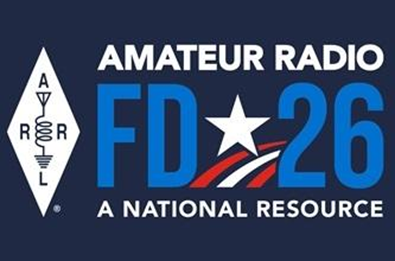 AMATEUR RADIO
A
R R
L
®
FD 26
A NATIONAL RESOURCE